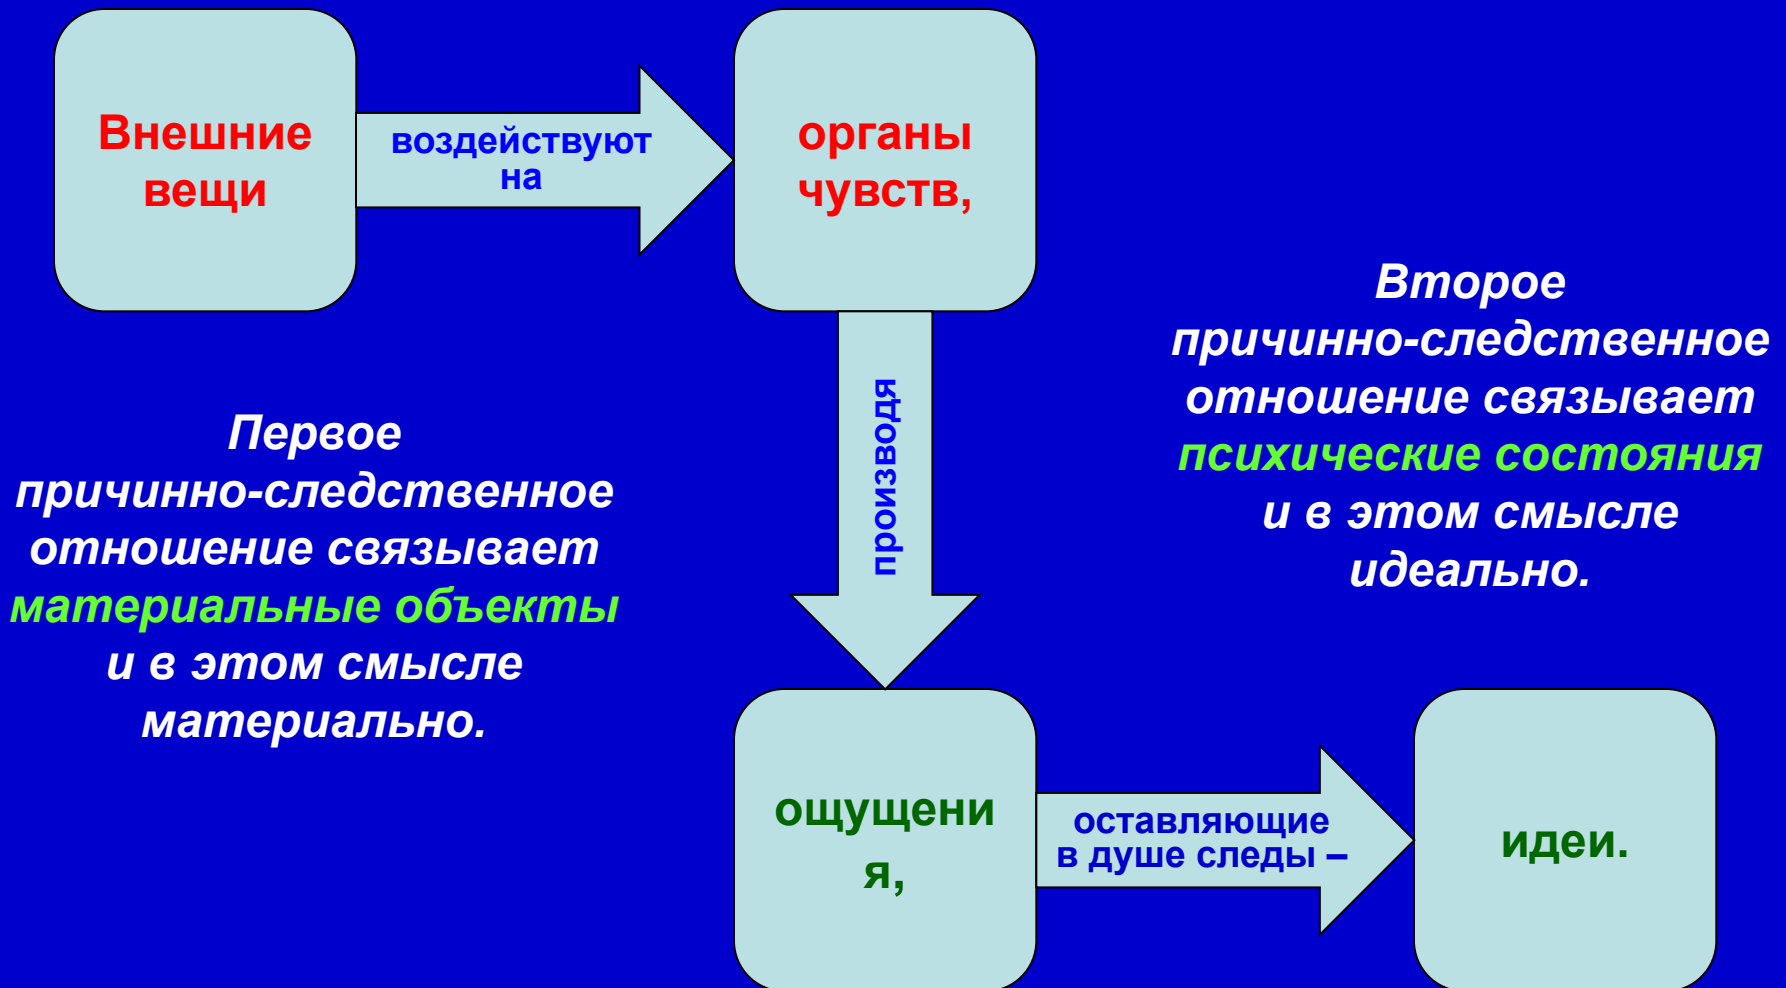 Внешние
вещи
воздействуют
на
органы
чувств,
производя
ощущени
я,
оставляющие
в душе следы –
идеи.
Первое
причинно-следственное
отношение связывает
материальные объекты
и в этом смысле
материально.
Второе
причинно-следственное
отношение связывает
психические состояния
и в этом смысле
идеально.